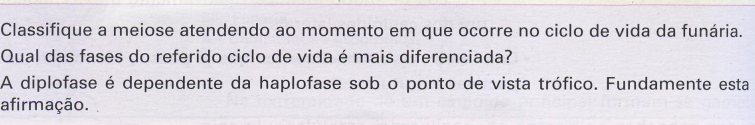 Classifique a meiose atendendo ao momento em que ocorre no ciclo de vida da funária.
Qual das fases do referido ciclo de vida é mais diferenciada?
A diplofase é dependente da haplofase sob o ponto de vista trófico. Fundamente esta
afirmação.